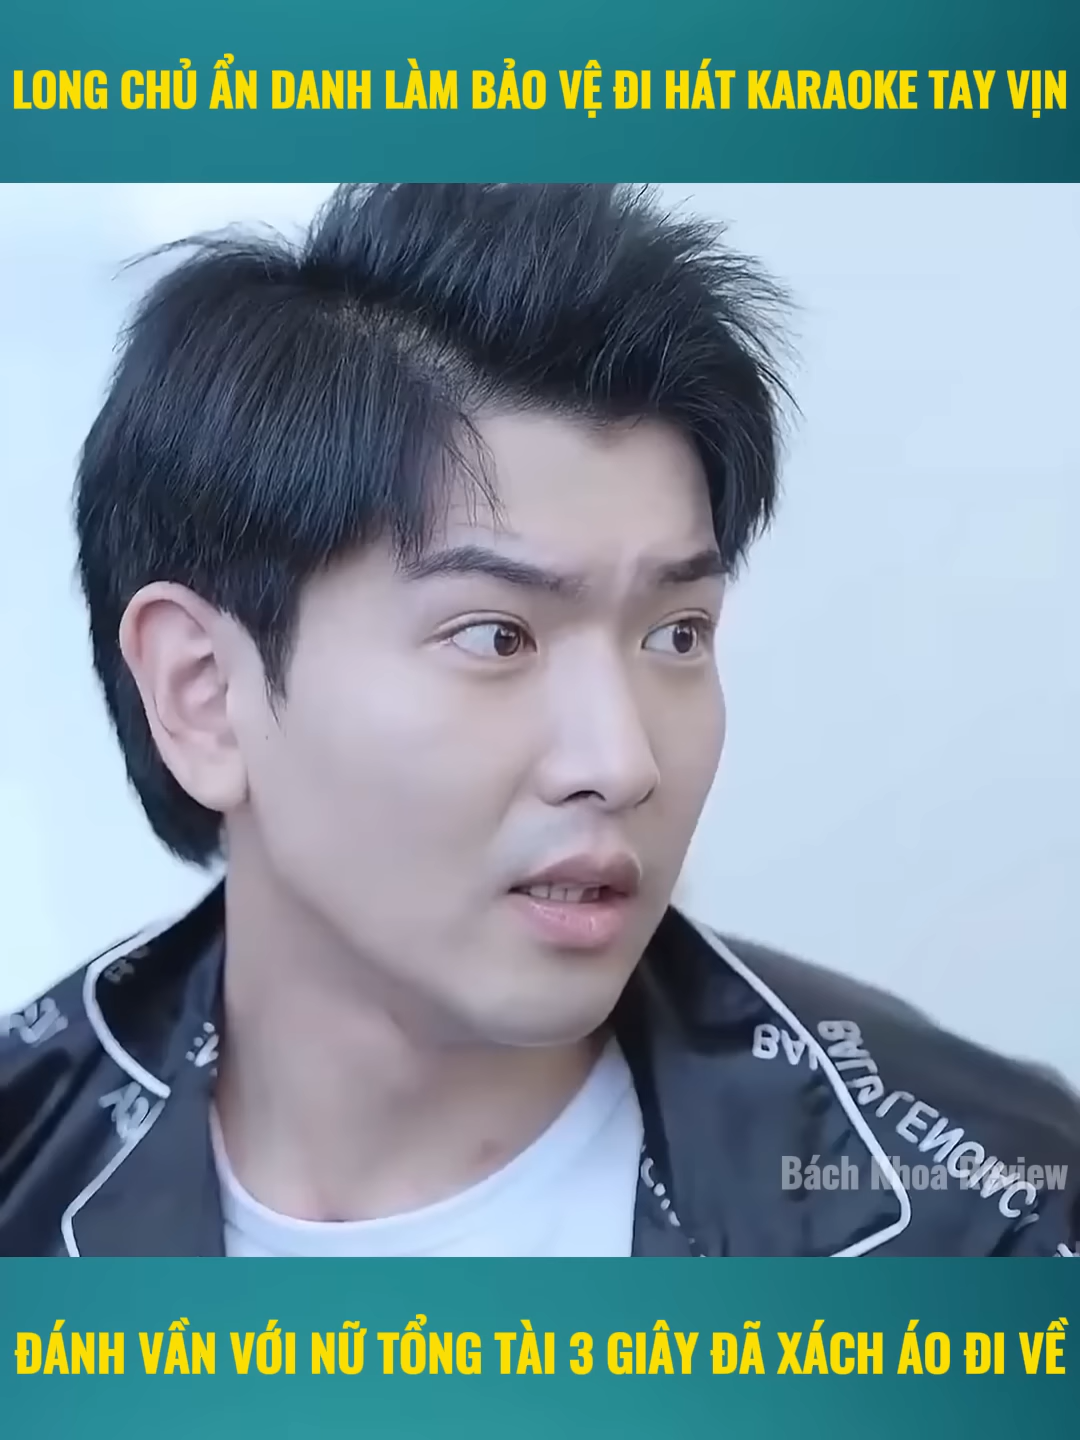 LONG CHỦ ẨN DANH LÀM BẢO VỆ ĐI HÁT KARAOKE TAY VỊN
Bách Khoa Review
ĐÁNH VẦN VỚI NỮ TỔNG TÀI 3 GIÂY ĐÃ XÁCH ÁO ĐI VỀ